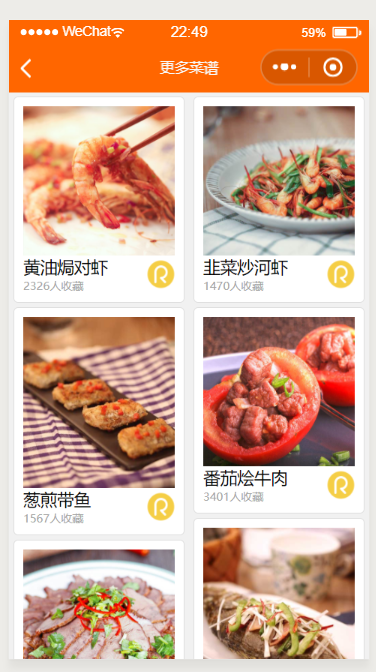 WeChat 22:49 59%
更多菜谱
黄油焗对虾
2326人收藏
韭菜炒河虾
1470人收藏
葱煎带鱼
1567人收藏
番茄烩牛肉
3401人收藏